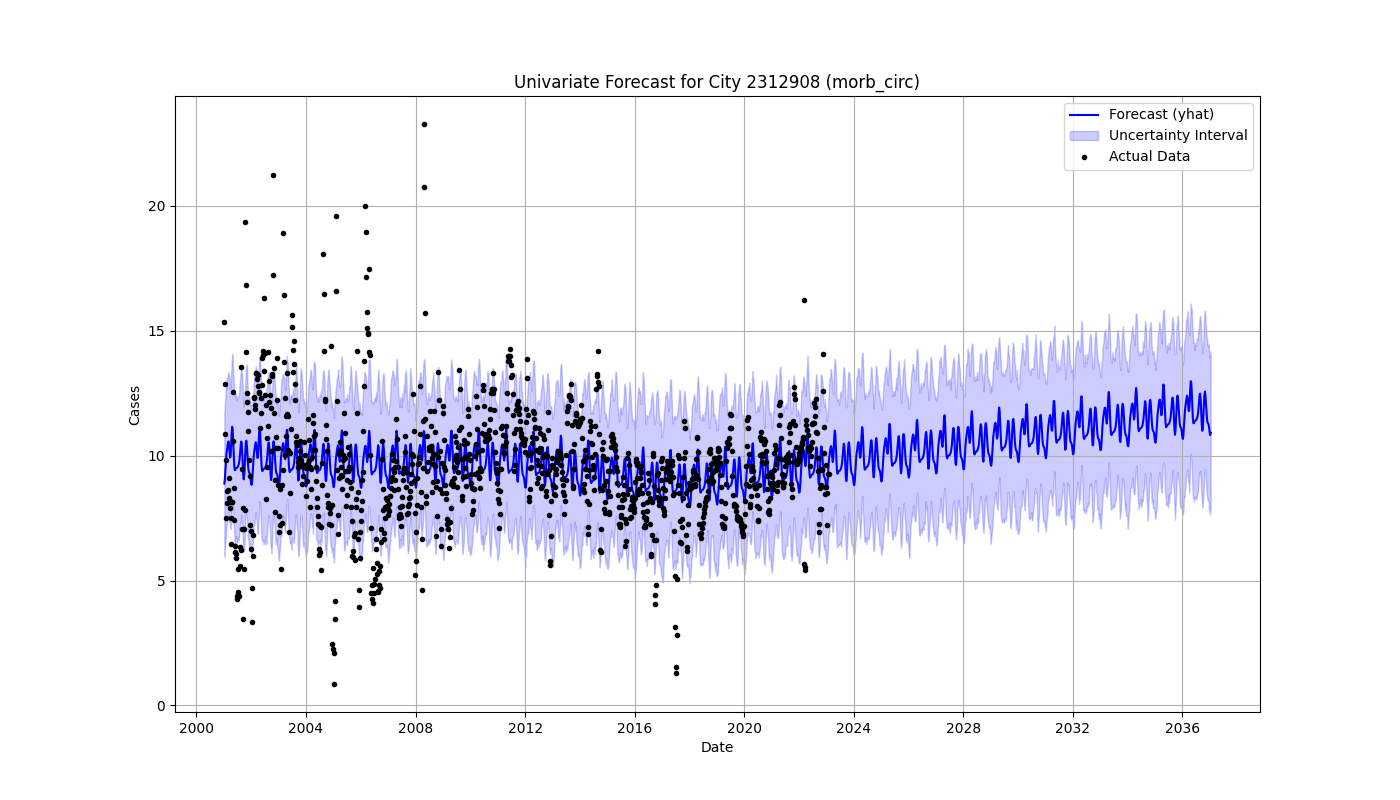 Univariate Forecast for City 2312908 (morb_circ)
Forecast (yhat)
Uncertainty Interval
Actual Data
Cases
20
15
10
5
0
2000 2004 2008 2012 2016 2020 2024 2028 2032 2036
Date